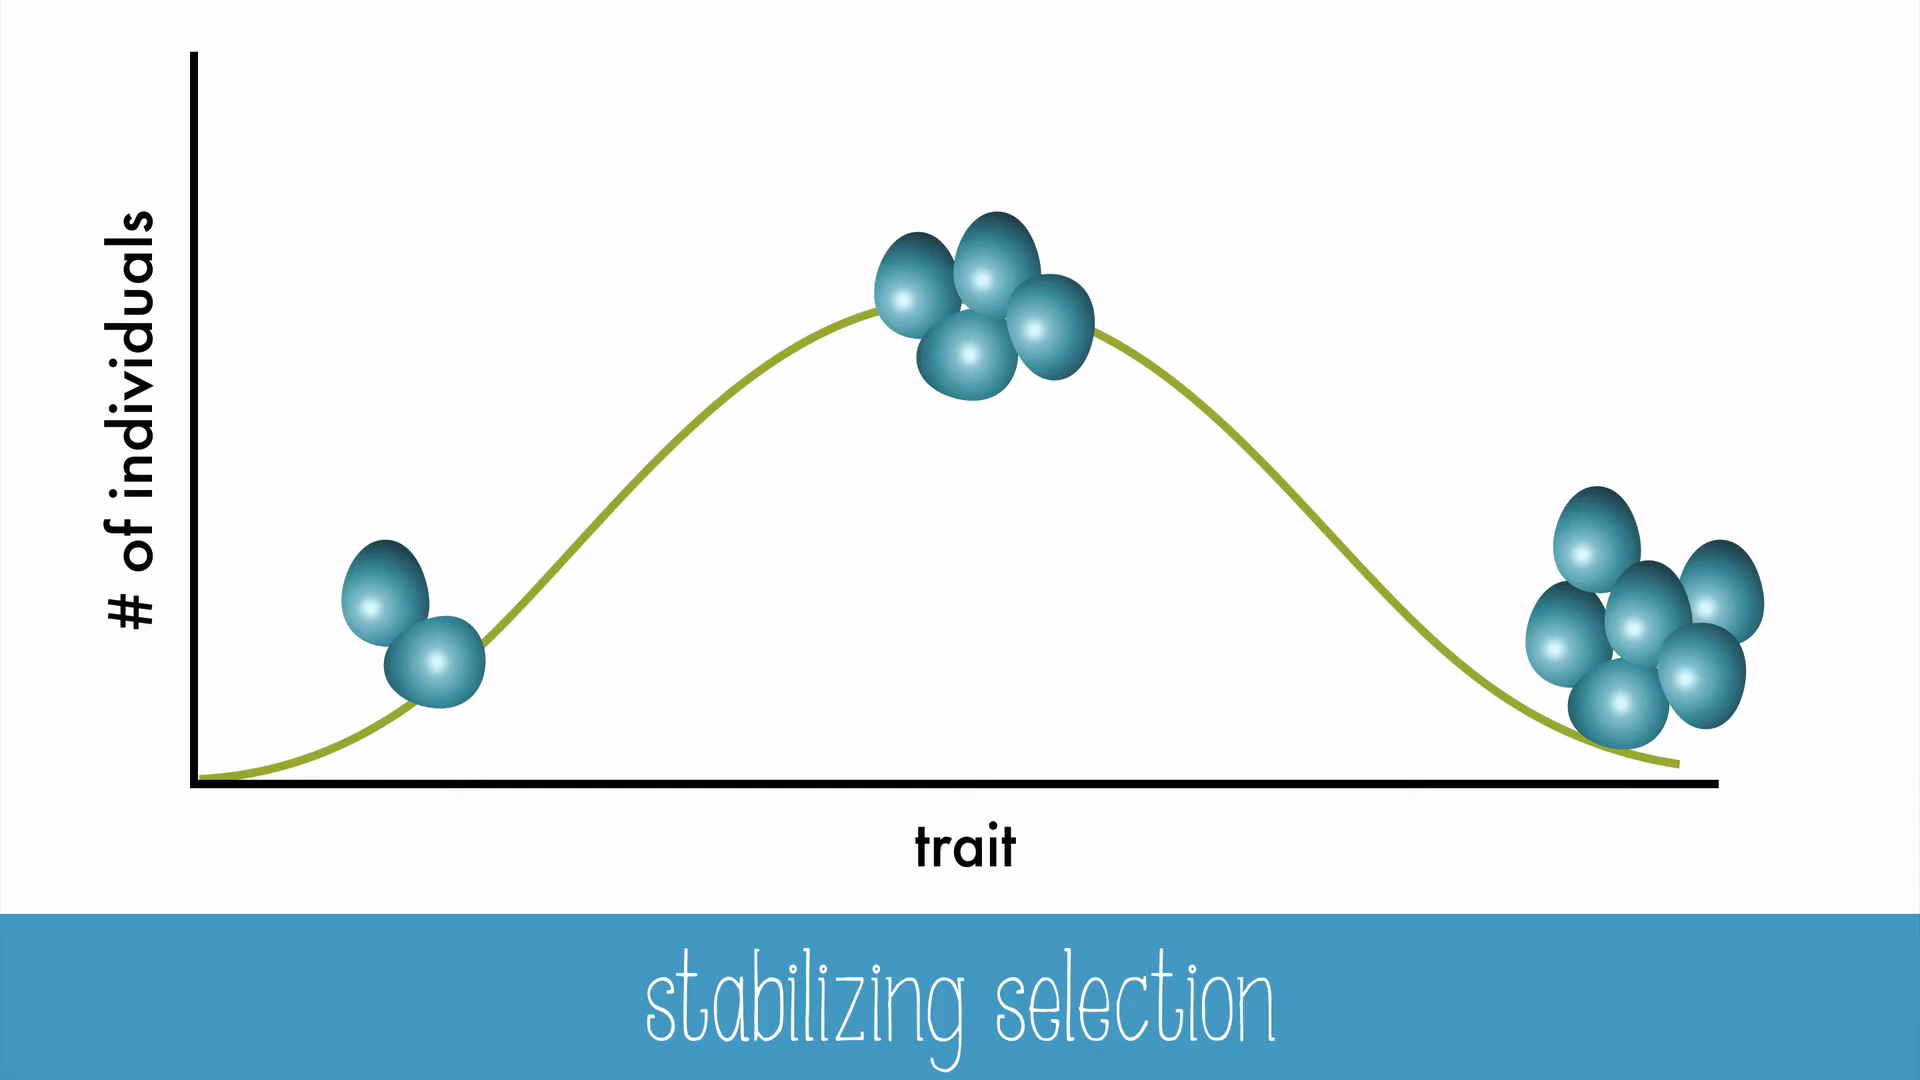 # of individuals
trait
stabilizing selection